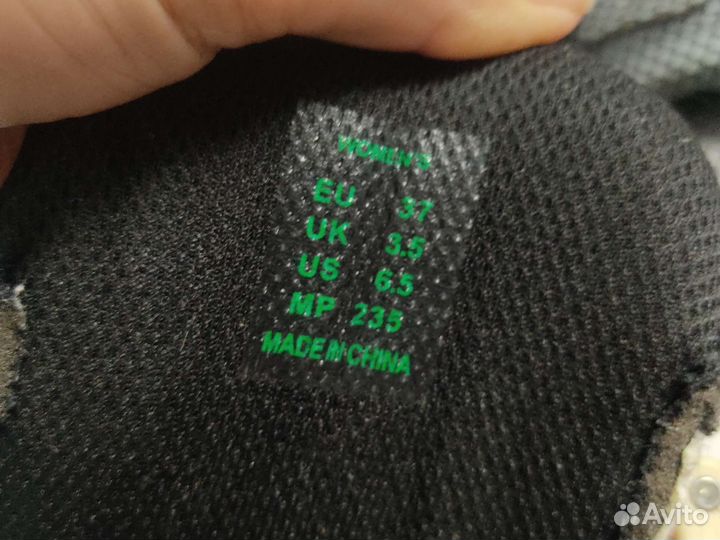 WOMEN'S
EU 37
UK 3.5
US 6.5
MP 235
MADE IN CHINA
Avito